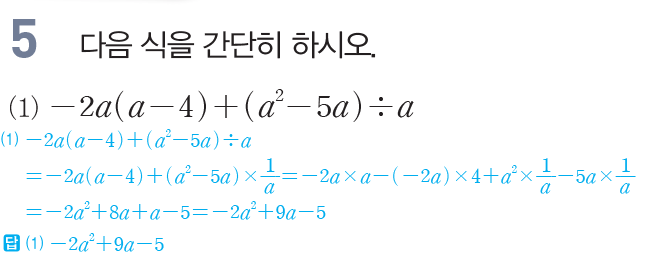 5 다음 식을 간단히 하시오.
(1) −2a(a−4)+(a²−5a)÷a
(1) −2a(a−4)+(a²−5a)÷a
=−2a(a−4)+(a²−5a)×1/a=−2a×a−(−2a)×4+a²×1/a−5a×1/a
=−2a²+8a+a−5=−2a²+9a−5
답 (1) −2a²+9a−5